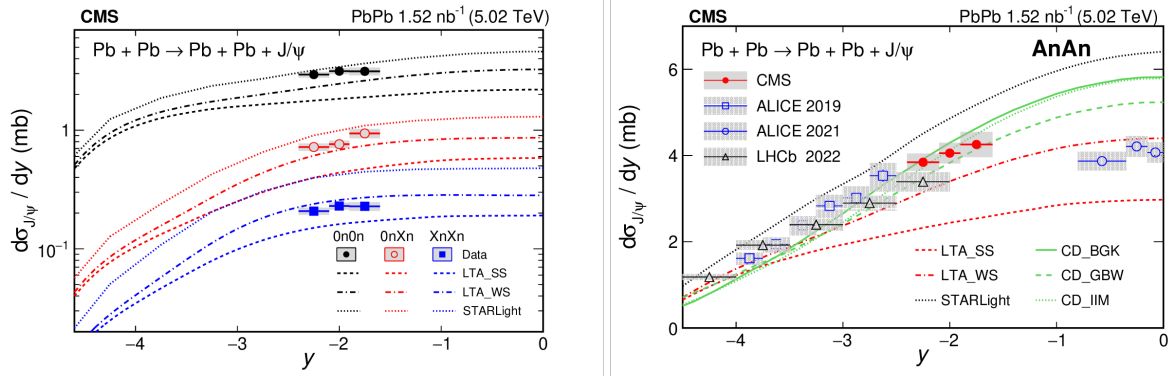 CMS PbPb 1.52 nb⁻¹ (5.02 TeV)
Pb + Pb → Pb + Pb + J/ψ
dσ_J/ψ / dy (mb)
1
10⁻¹
0n0n 0nXn XnXn
Data
LTA_SS
LTA_WS
STARLight
−4 −3 −2 −1 0
y
CMS PbPb 1.52 nb⁻¹ (5.02 TeV)
Pb + Pb → Pb + Pb + J/ψ AnAn
CMS
ALICE 2019
ALICE 2021
LHCb 2022
dσ_J/ψ / dy (mb)
6
4
2
0
LTA_SS CD_BGK
LTA_WS CD_GBW
STARLight CD_IIM
−4 −3 −2 −1 0
y